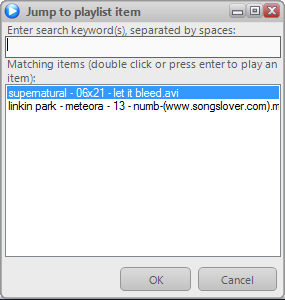 Jump to playlist item
Enter search keyword(s), separated by spaces:
Matching items (double click or press enter to play an
item):
supernatural - 06x21 - let it bleed.avi
linkin park - meteora - 13 - numb-(www.songslover.com).m
OK
Cancel